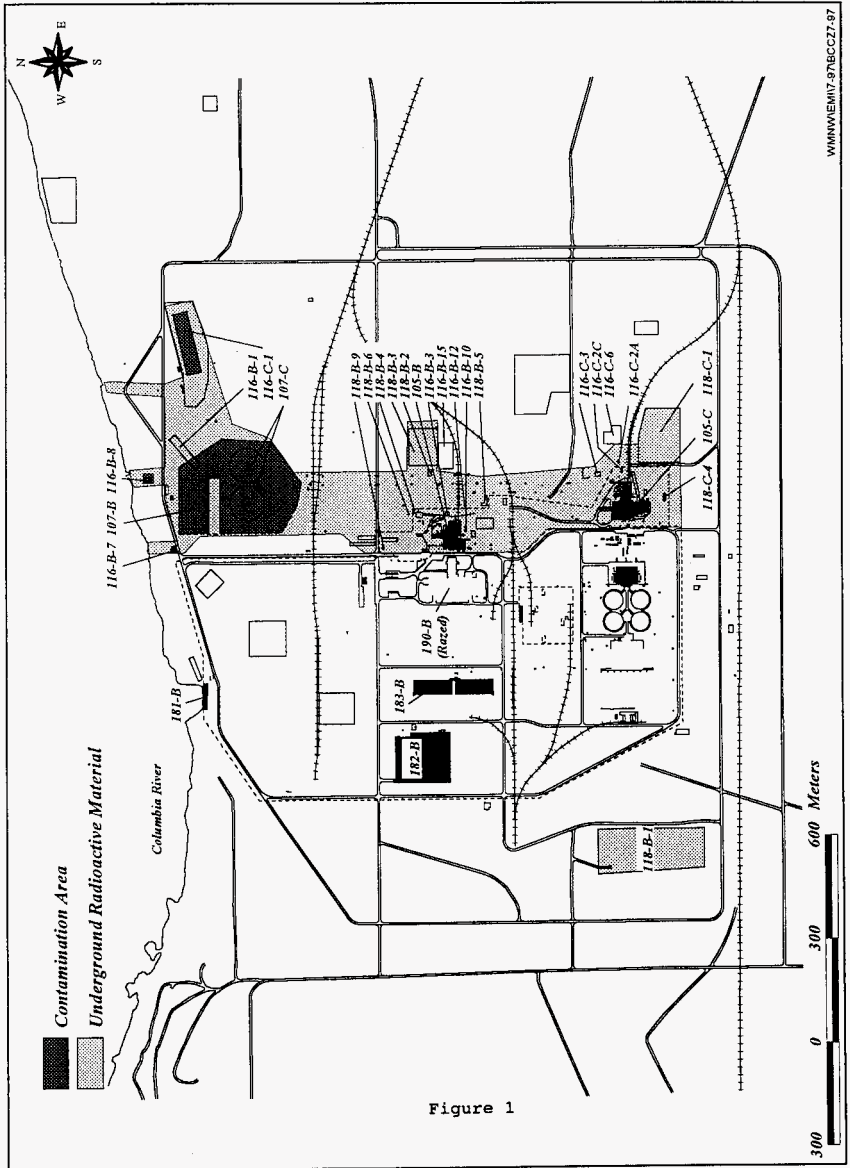 N
E
W
S
Contamination Area
Underground Radioactive Material
Columbia River
181-B
116-B-7
107-B
116-B-8
116-B-1
116-C-1
107-C
118-B-9
118-B-6
118-B-4
118-B-3
118-B-2
105-B
116-B-3
116-B-15
116-B-12
116-B-10
118-B-5
190-B
(Razed)
183-B
182-B
116-C-3
116-C-2C
116-C-6
116-C-2A
118-C-1
105-C
118-C-4
118-B-1
300
0
300
600
Meters
WMNW\EMI\7-97\BCCZ7-97
Figure 1